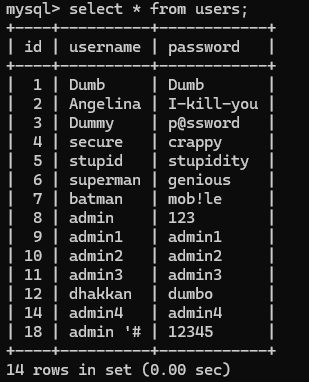 mysql> select * from users;
+----+----------+------------+
| id | username | password   |
+----+----------+------------+
|  1 | Dumb     | Dumb       |
|  2 | Angelina | I-kill-you |
|  3 | Dummy    | p@ssword   |
|  4 | secure   | crappy     |
|  5 | stupid   | stupidity  |
|  6 | superman | genious    |
|  7 | batman   | mob!le     |
|  8 | admin    | 123        |
|  9 | admin1   | admin1     |
| 10 | admin2   | admin2     |
| 11 | admin3   | admin3     |
| 12 | dhakkan  | dumbo      |
| 14 | admin4   | admin4     |
| 18 | admin '# | 12345      |
+----+----------+------------+
14 rows in set (0.00 sec)